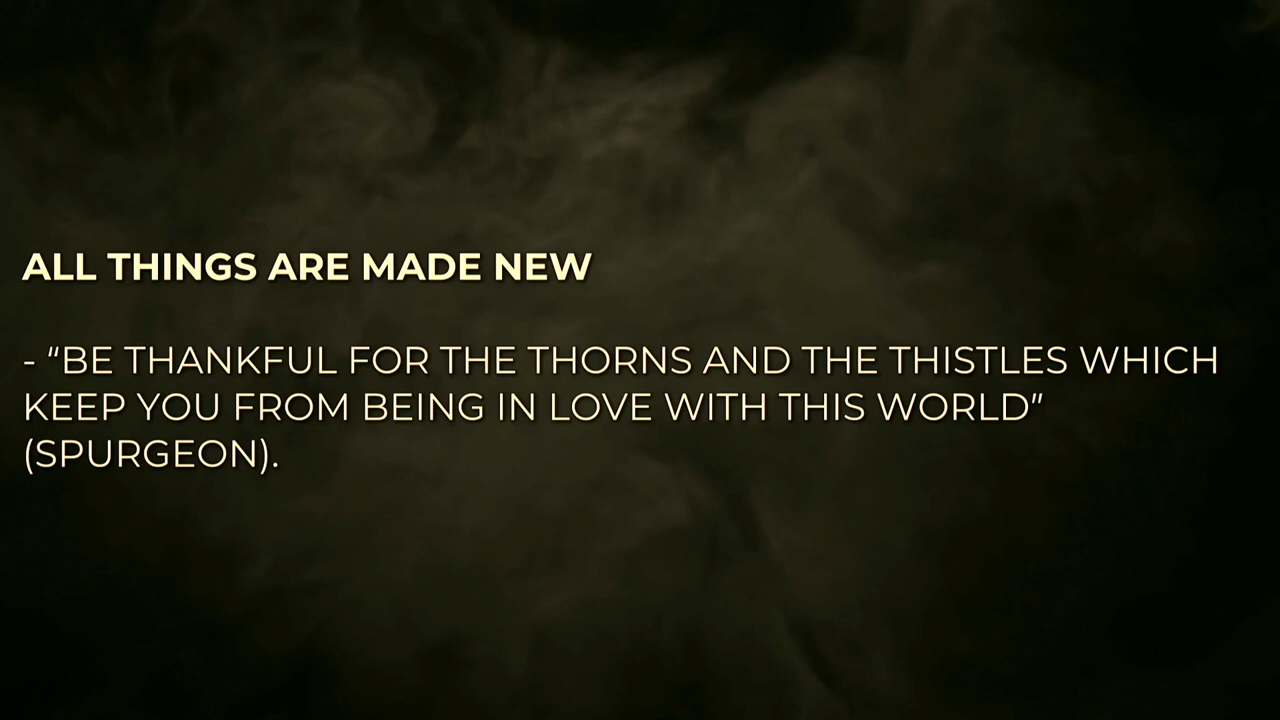 ALL THINGS ARE MADE NEW
- “BE THANKFUL FOR THE THORNS AND THE THISTLES WHICH
KEEP YOU FROM BEING IN LOVE WITH THIS WORLD”
(SPURGEON).